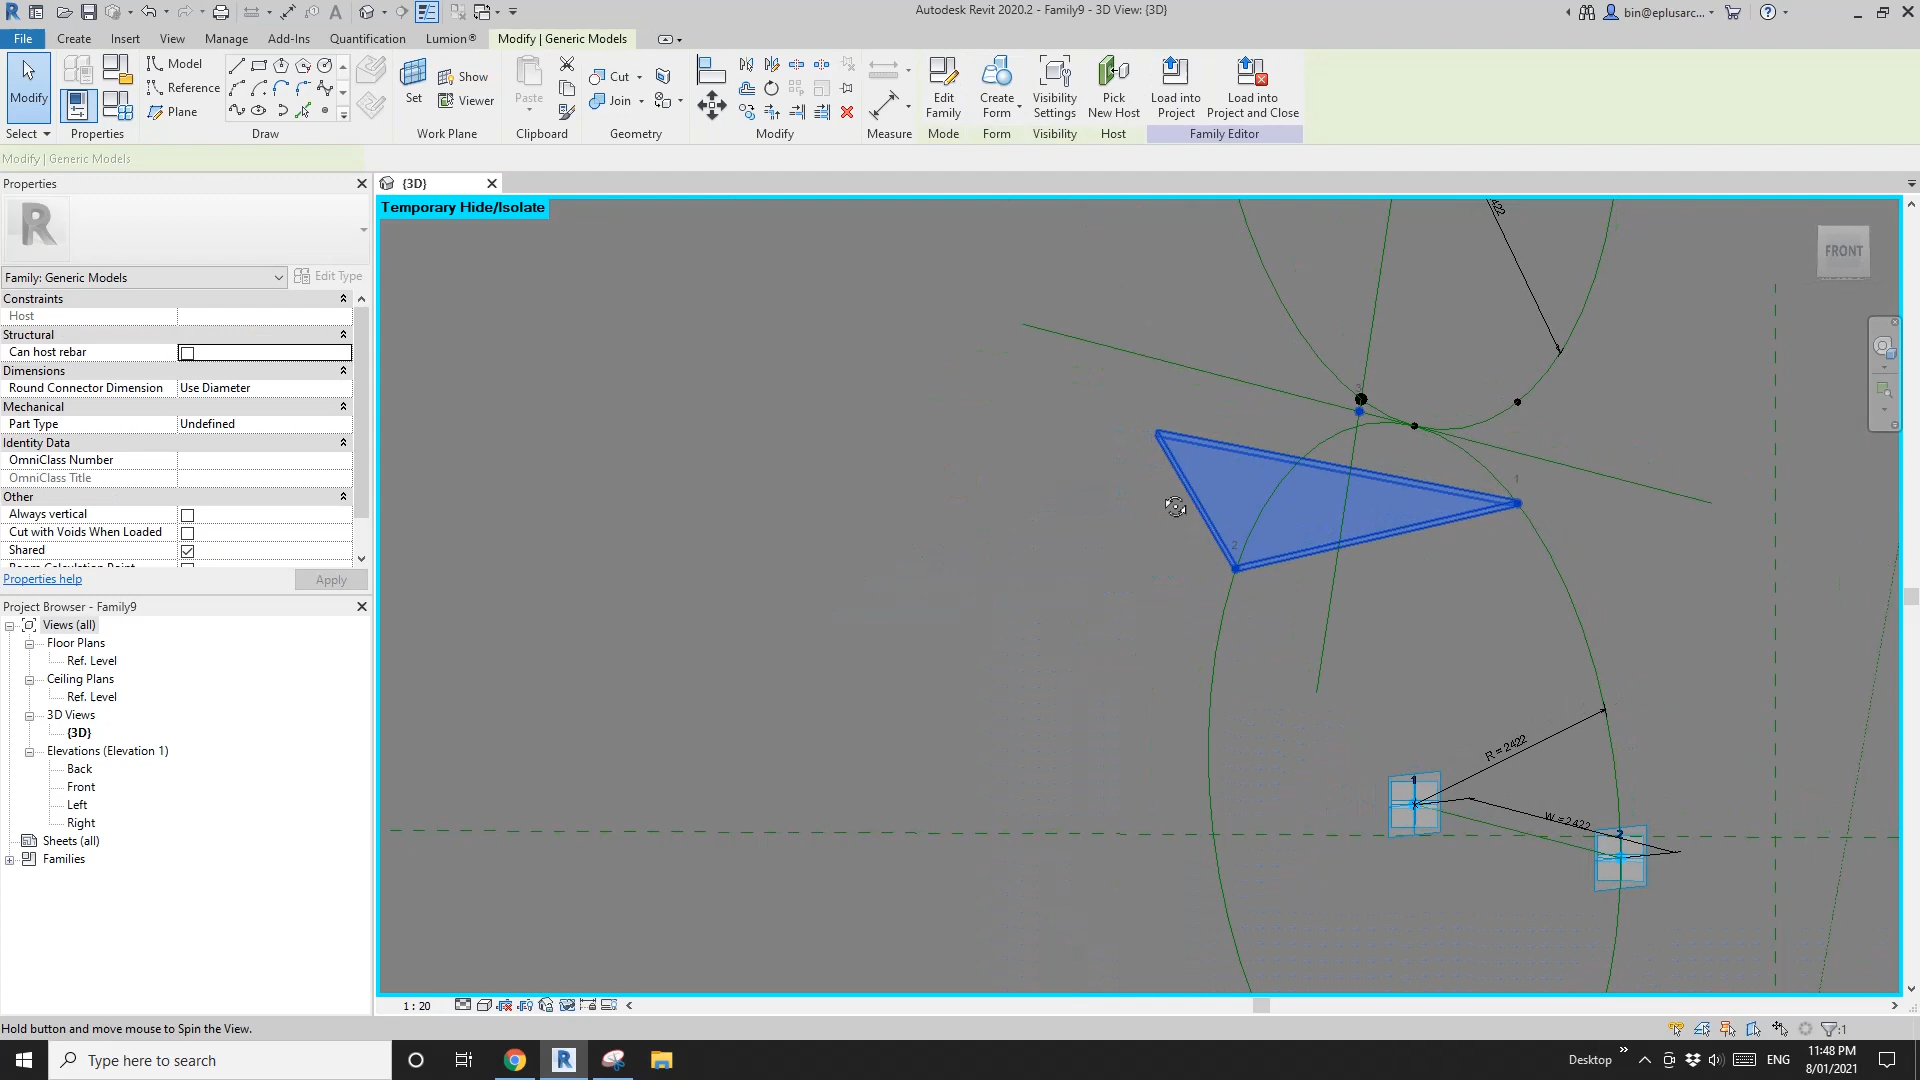 Autodesk Revit 2020.2 - Family9 - 3D View: {3D}
bin@eplusarc...
File
Create
Insert
View
Manage
Add-Ins
Quantification
Lumion®
Modify | Generic Models
Modify
Select
Properties
Model
Reference
Plane
Draw
Set
Show
Viewer
Work Plane
Paste
Clipboard
Cut
Join
Geometry
Modify
Measure
Edit
Family
Mode
Create
Form
Form
Visibility
Settings
Visibility
Pick
New Host
Host
Load into
Project
Load into
Project and Close
Family Editor
Modify | Generic Models
Properties
Family: Generic Models
Edit Type
Constraints
Host
Structural
Can host rebar
Dimensions
Round Connector Dimension Use Diameter
Mechanical
Part Type Undefined
Identity Data
OmniClass Number
OmniClass Title
Other
Always vertical
Cut with Voids When Loaded
Shared
Properties help
Apply
Project Browser - Family9
Views (all)
Floor Plans
Ref. Level
Ceiling Plans
Ref. Level
3D Views
{3D}
Elevations (Elevation 1)
Back
Front
Left
Right
Sheets (all)
Families
{3D}
Temporary Hide/Isolate
FRONT
422
3
1
2
R = 2422
1
W = 2422
2
1 : 20
Hold button and move mouse to Spin the View.
:1
Type here to search
Desktop
ENG
11:48 PM
8/01/2021